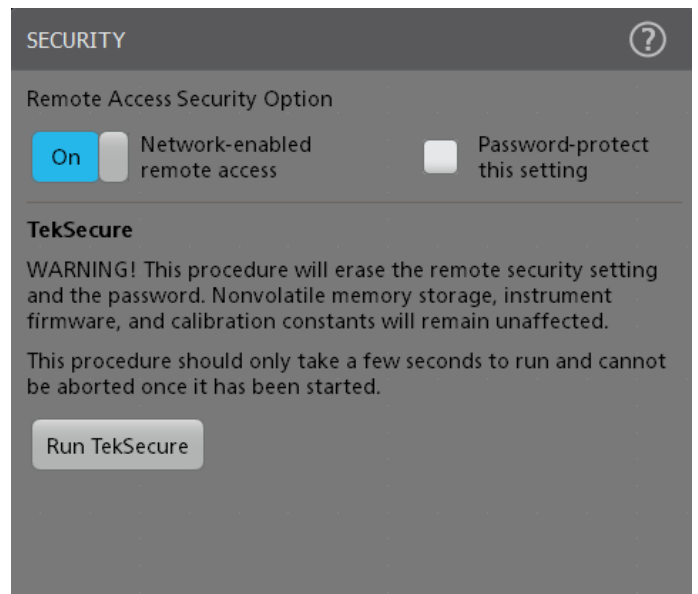 SECURITY
?
Remote Access Security Option
On
Network-enabled
remote access
Password-protect
this setting
TekSecure
WARNING! This procedure will erase the remote security setting
and the password. Nonvolatile memory storage, instrument
firmware, and calibration constants will remain unaffected.
This procedure should only take a few seconds to run and cannot
be aborted once it has been started.
Run TekSecure